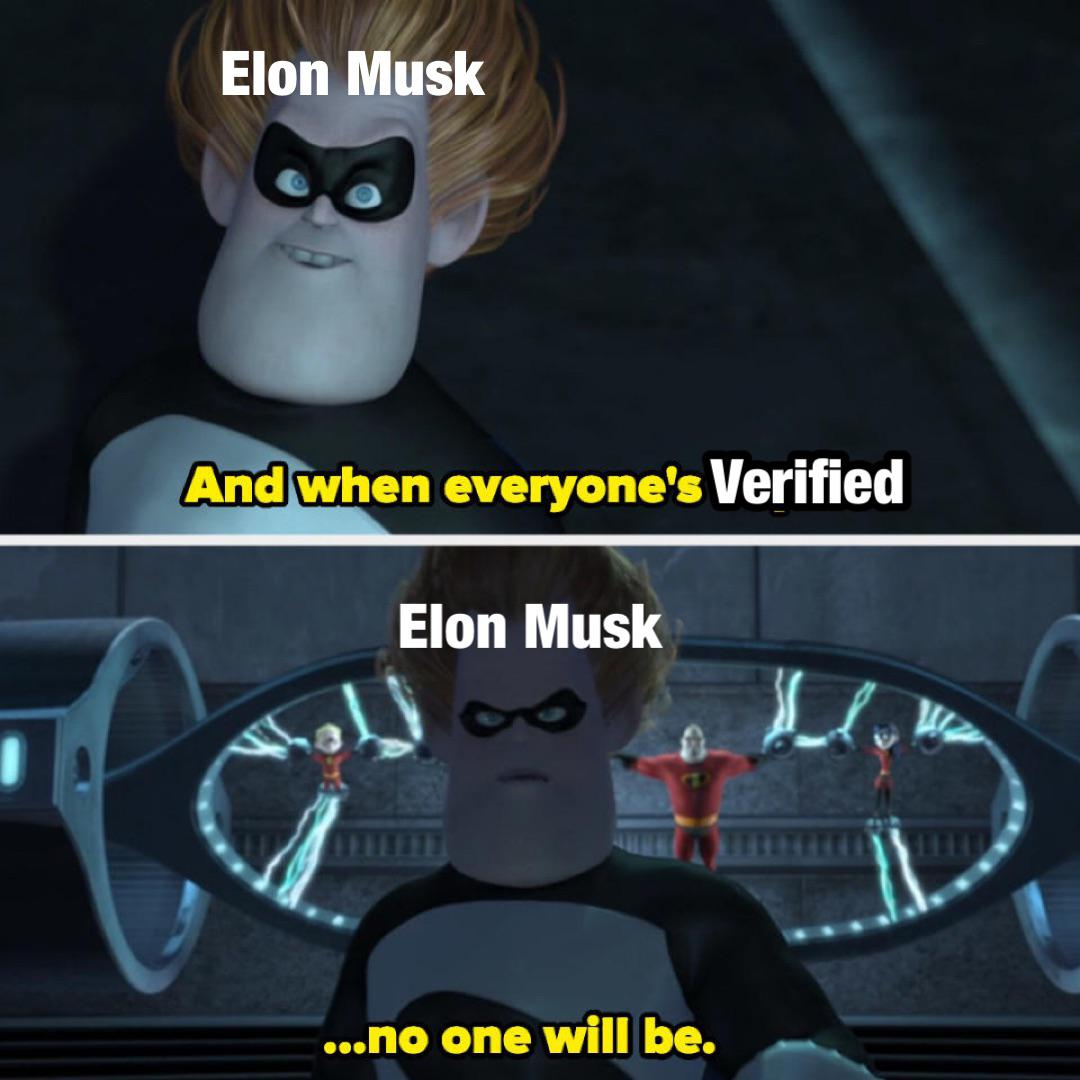 Elon Musk
And when everyone's Verified
Elon Musk
...no one will be.